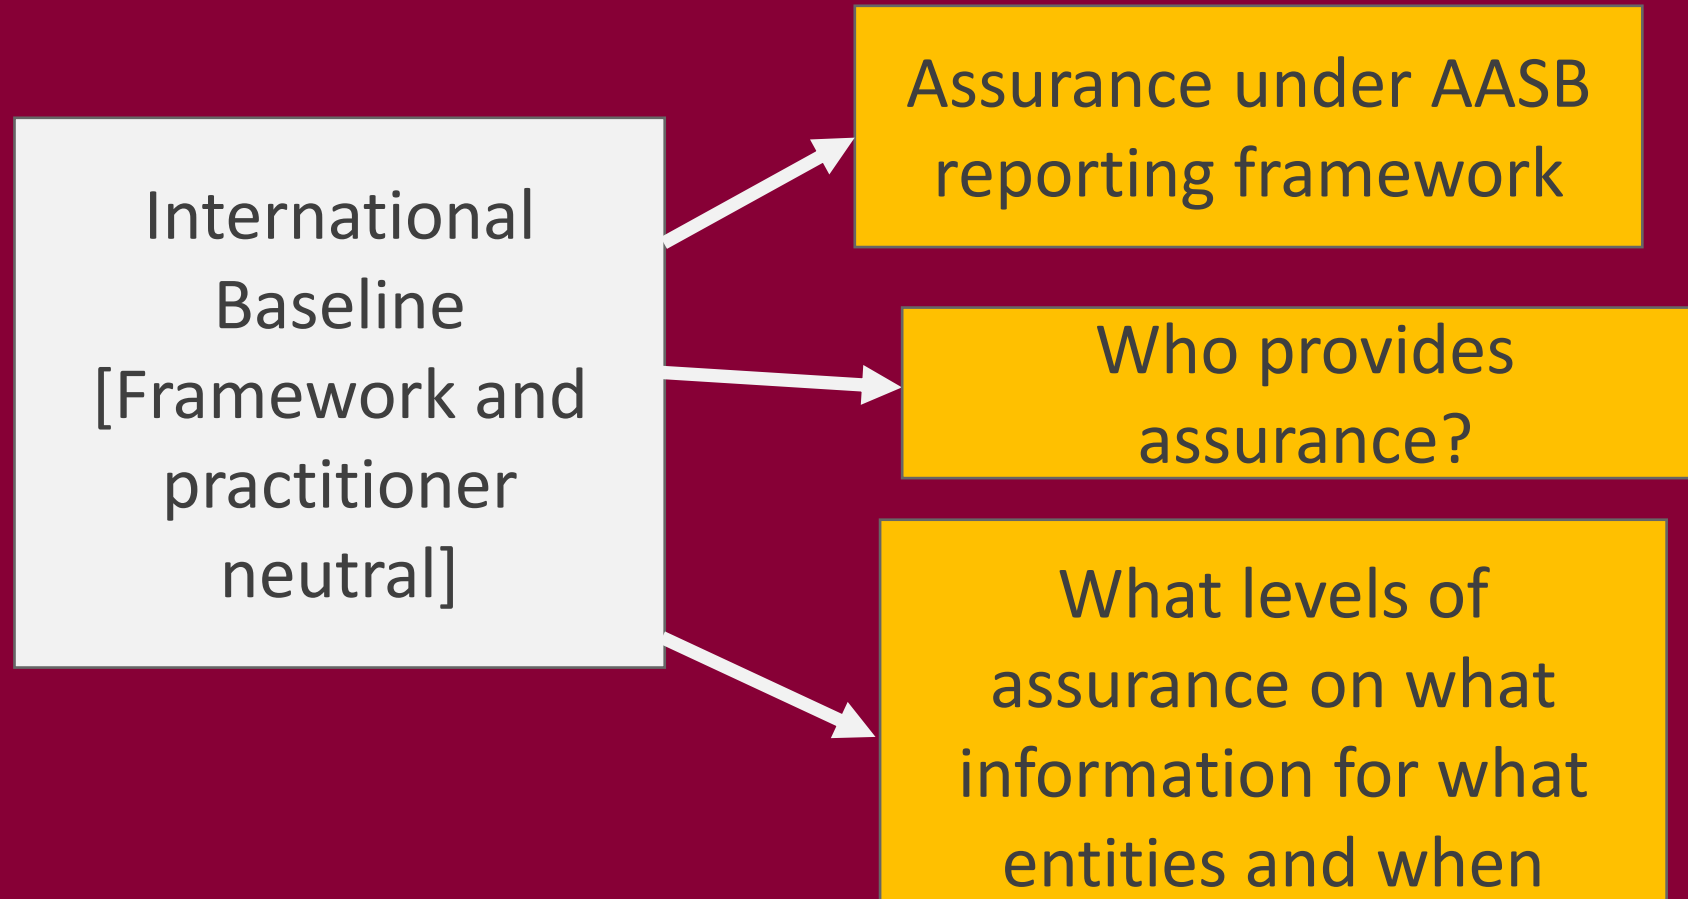 International
Baseline
[Framework and
practitioner
neutral]
Assurance under AASB
reporting framework
Who provides
assurance?
What levels of
assurance on what
information for what
entities and when